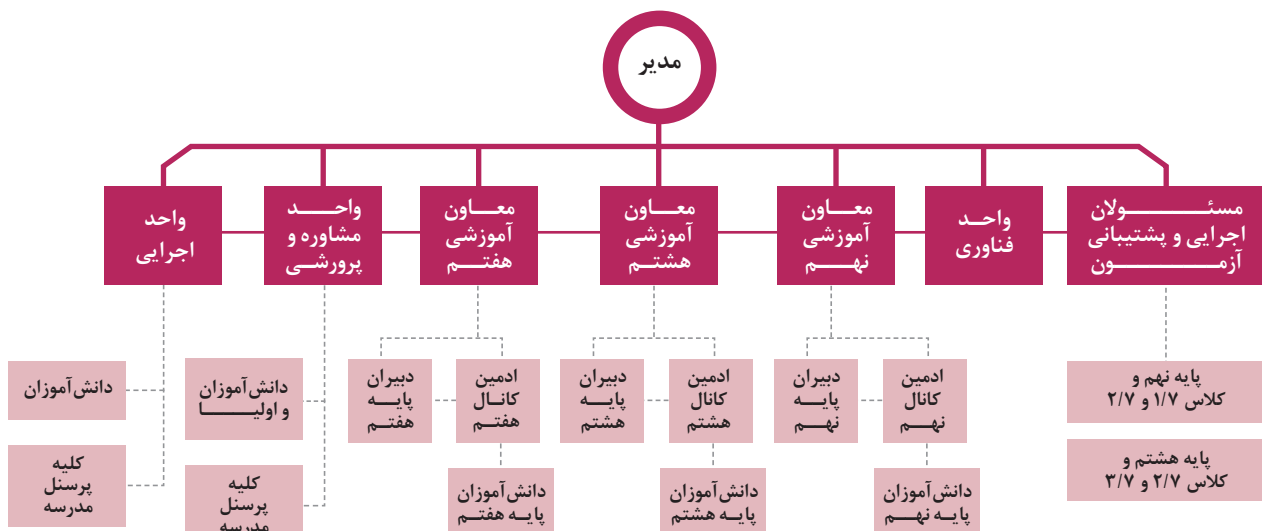 مدیر
مسئولان
اجرایی و پشتیبانی
آزمون
واحد
فناوری
معاون
آموزشی
نهم
معاون
آموزشی
هشتم
معاون
آموزشی
هفتم
واحد
مشاوره و
پرورشی
واحد
اجرایی
پایه نهم و
کلاس ۱/۷ و ۲/۷
پایه هشتم و
کلاس ۲/۷ و ۳/۷
ادمین
کانال
نهم
دبیران
پایه
نهم
دانش‌آموزان
پایه نهم
ادمین
کانال
هشتم
دبیران
پایه
هشتم
دانش‌آموزان
پایه هشتم
ادمین
کانال
هفتم
دبیران
پایه
هفتم
دانش‌آموزان
پایه هفتم
دانش‌آموزان
و اولیا
کلیه
پرسنل
مدرسه
دانش‌آموزان
کلیه
پرسنل
مدرسه